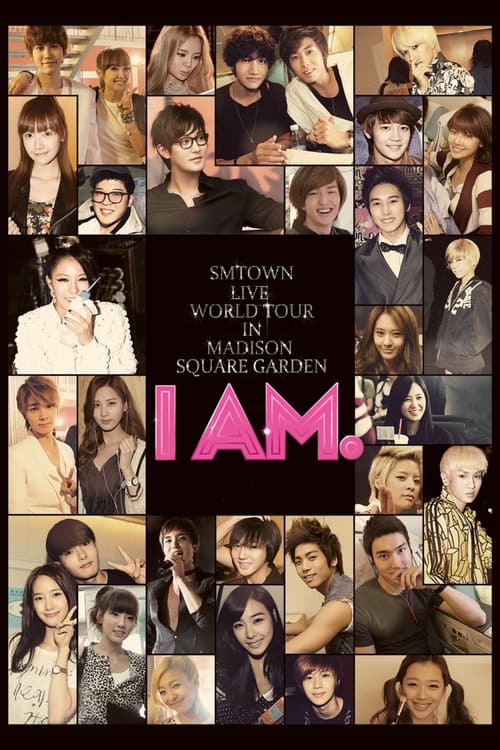 SMTOWN
LIVE
WORLD TOUR
IN
MADISON
SQUARE GARDEN
I AM.